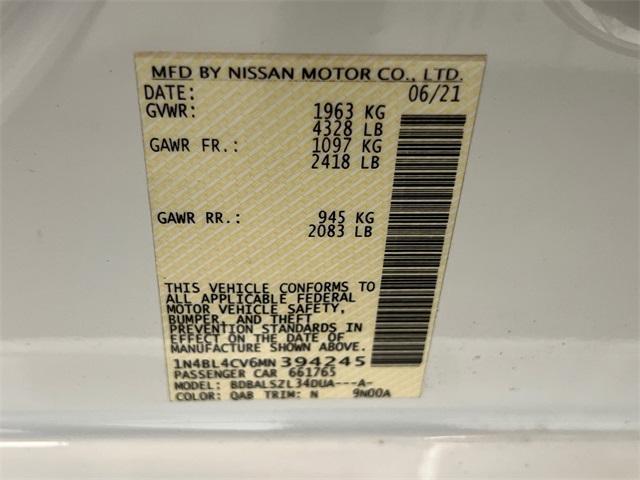 MFD BY NISSAN MOTOR CO., LTD.
DATE: 06/21
GVWR: 1963 KG
4328 LB
GAWR FR.: 1097 KG
2418 LB
GAWR RR.: 945 KG
2083 LB
THIS VEHICLE CONFORMS TO
ALL APPLICABLE FEDERAL
MOTOR VEHICLE SAFETY,
BUMPER, AND THEFT
PREVENTION STANDARDS IN
EFFECT ON THE DATE OF
MANUFACTURE SHOWN ABOVE.
1N4BL4CV6MN394245
PASSENGER CAR 661765
MODEL: BDBALSZL34DUA---A-
COLOR: QAB TRIM: N 9N00A